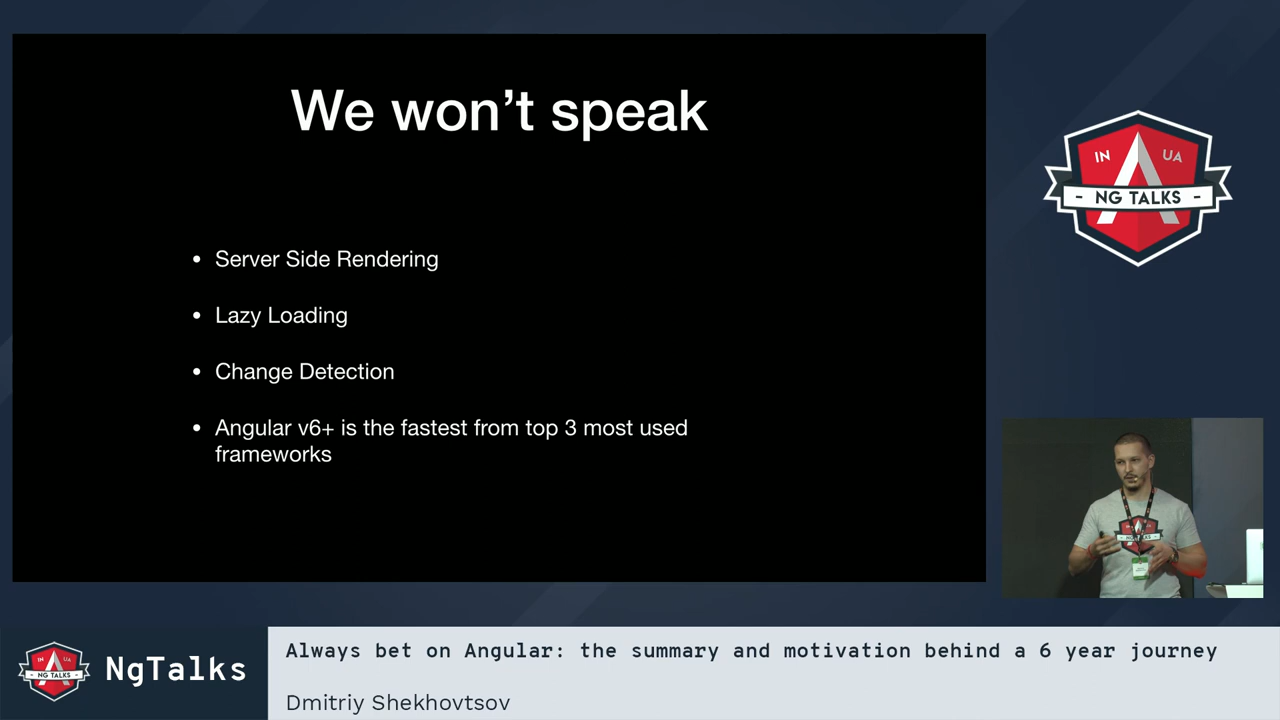 We won’t speak
• Server Side Rendering
• Lazy Loading
• Change Detection
• Angular v6+ is the fastest from top 3 most used
frameworks
IN UA
- NG TALKS -
NG TALKS
IN UA
- NG TALKS -
NgTalks
Always bet on Angular: the summary and motivation behind a 6 year journey
Dmitriy Shekhovtsov